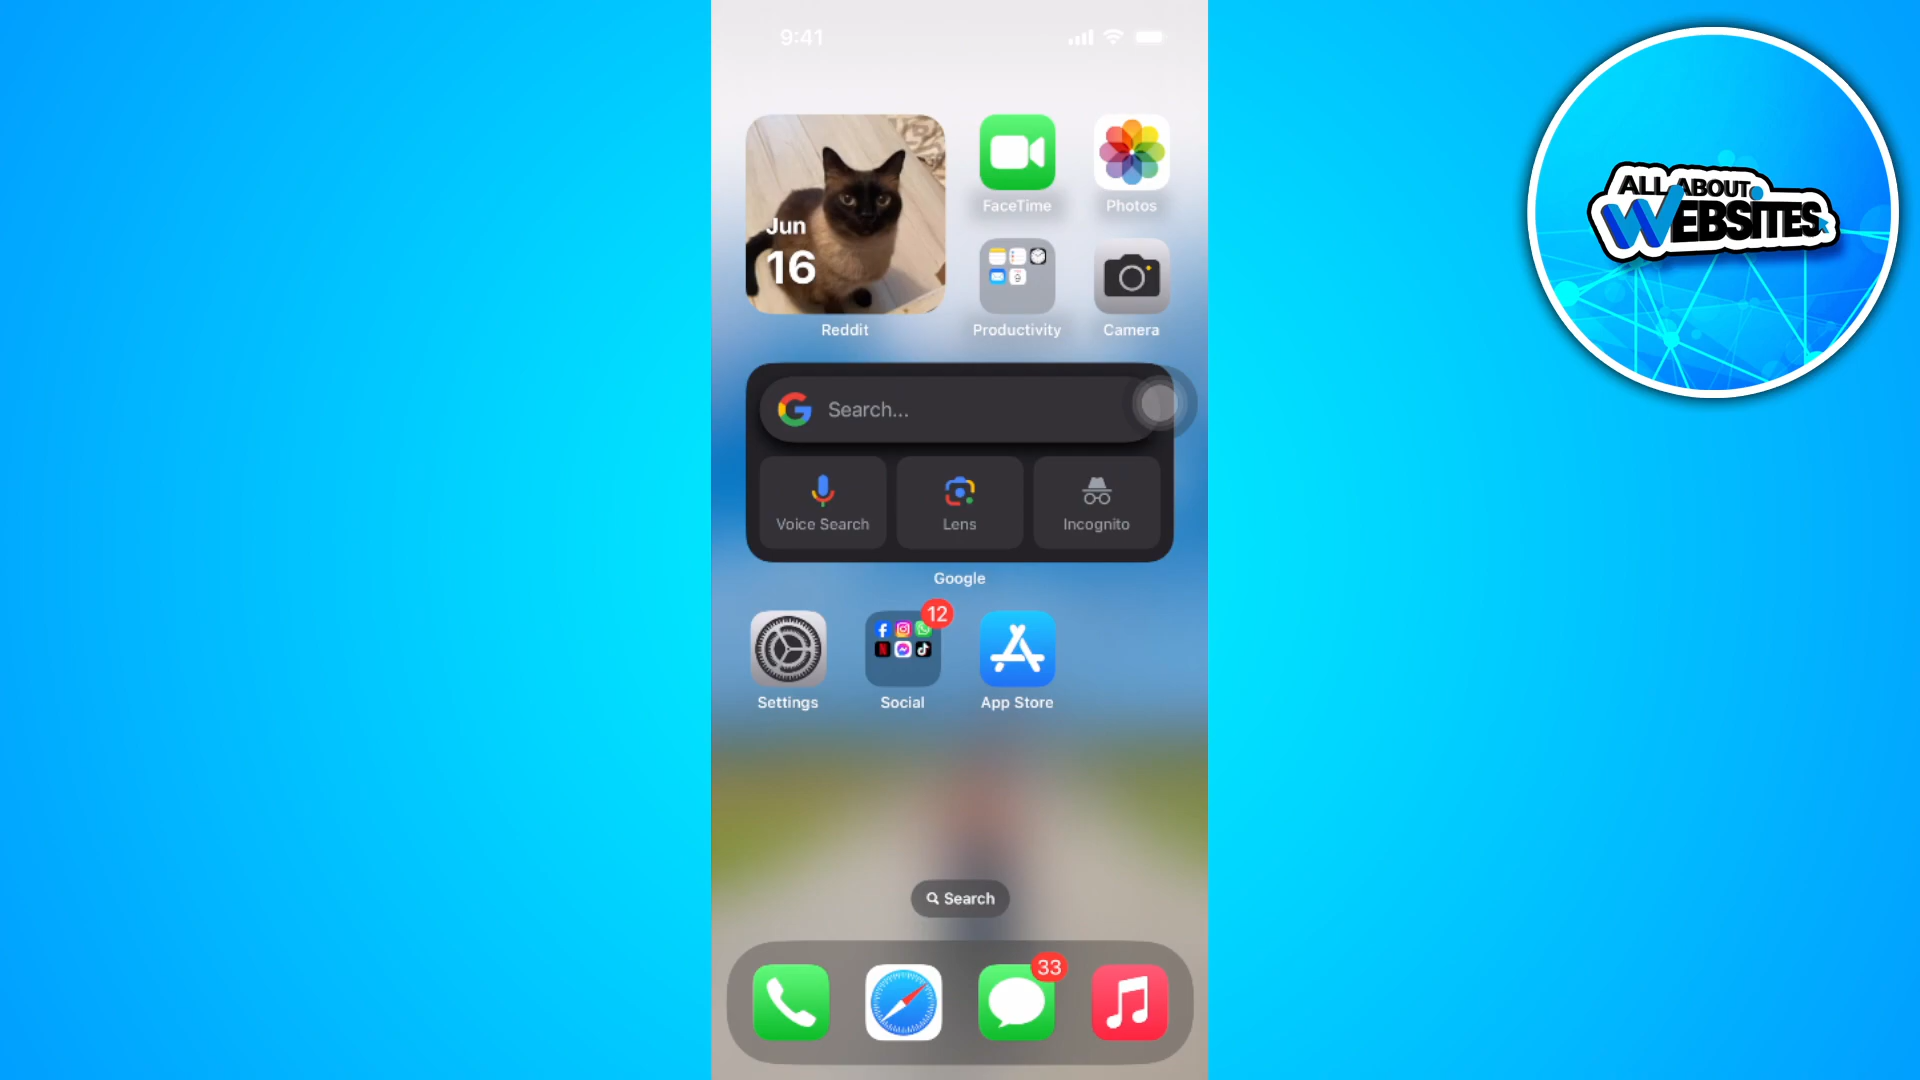 9:41
Jun
16
Reddit
FaceTime
Photos
Productivity
Camera
Search...
Voice Search
Lens
Incognito
Google
12
Settings
Social
App Store
Search
33
ALL ABOUT
WEBSITES